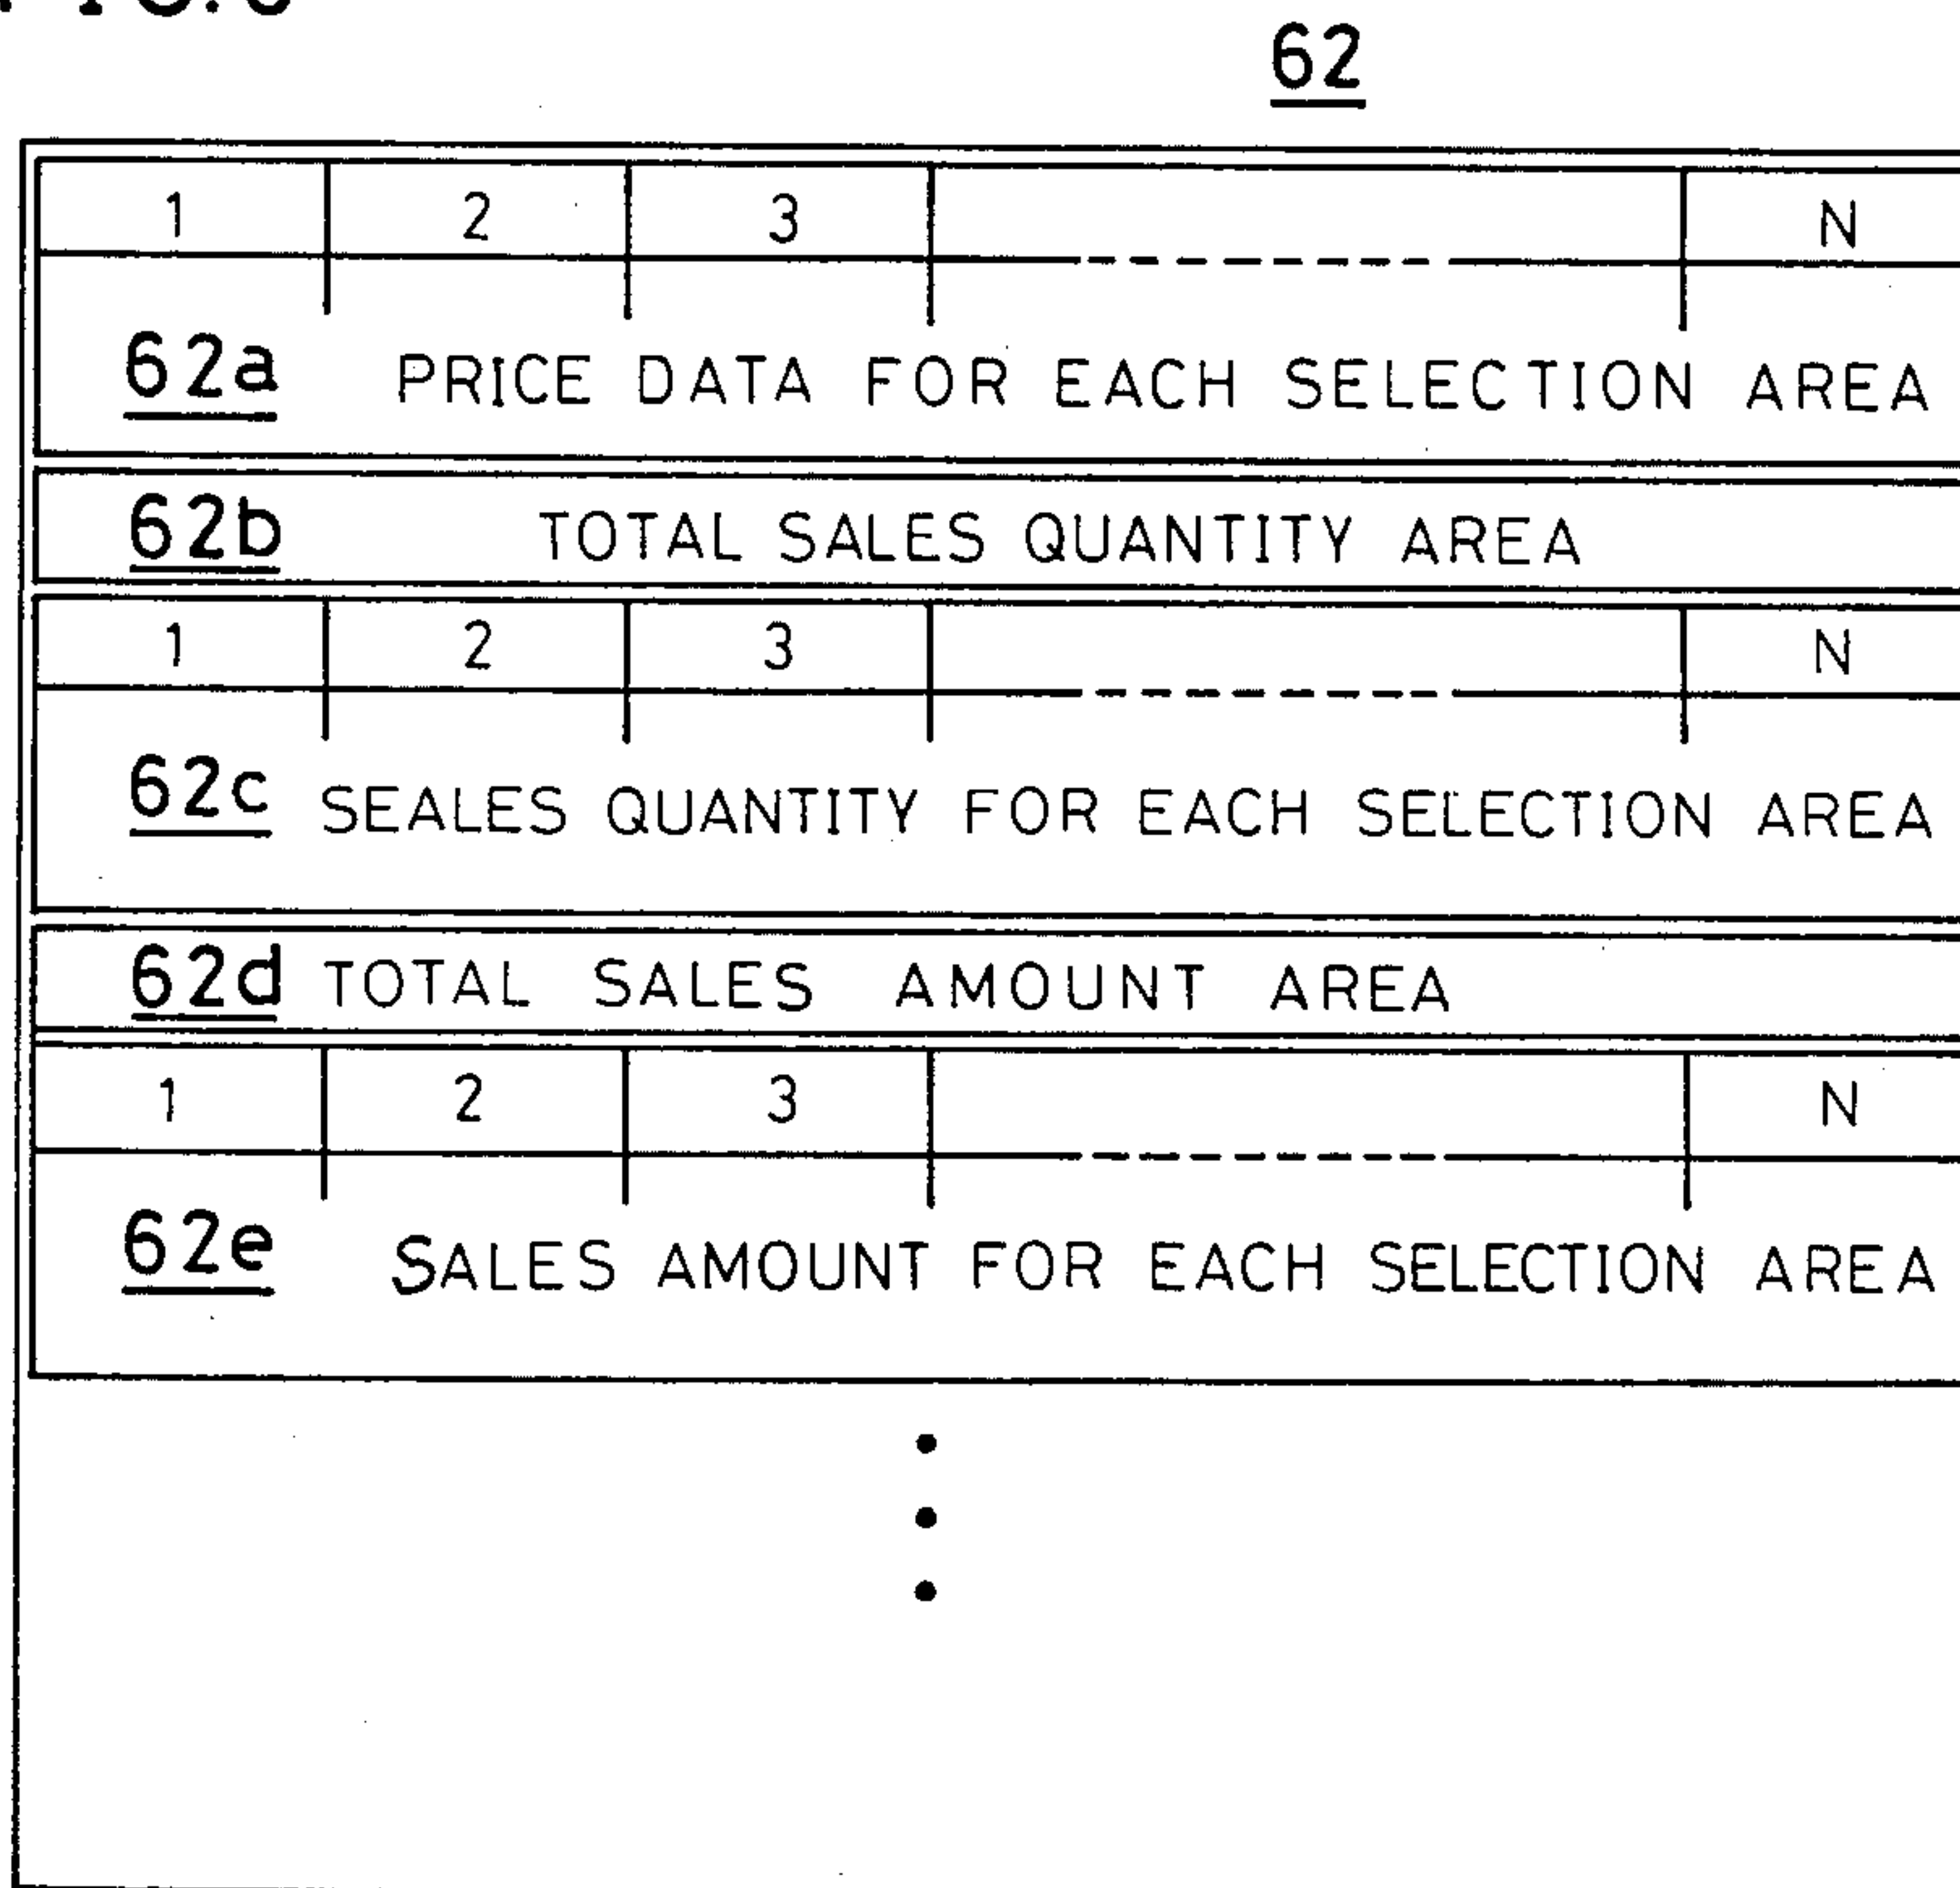 62
1 2 3 N
62a PRICE DATA FOR EACH SELECTION AREA
62b TOTAL SALES QUANTITY AREA
1 2 3 N
62c SEALES QUANTITY FOR EACH SELECTION AREA
62d TOTAL SALES AMOUNT AREA
1 2 3 N
62e SALES AMOUNT FOR EACH SELECTION AREA